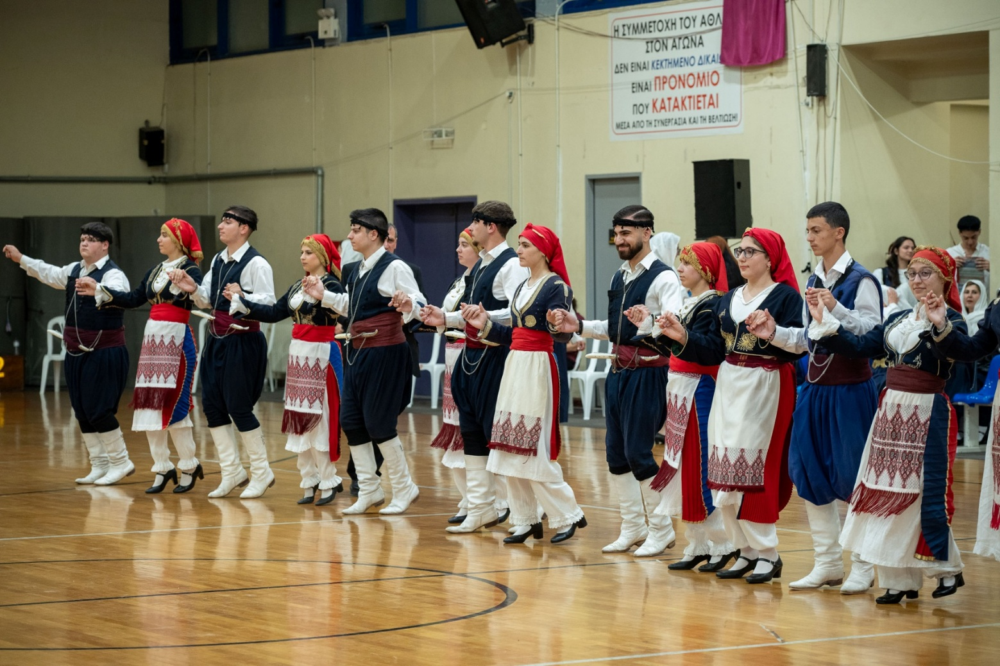 Η ΣΥΜΜΕΤΟΧΗ ΤΟΥ ΑΘΛ
ΣΤΟΝ ΑΓΩΝΑ
ΔΕΝ ΕΙΝΑΙ ΚΕΚΤΗΜΕΝΟ ΔΙΚΑΙ
ΕΙΝΑΙ ΠΡΟΝΟΜΙΟ
ΠΟΥ ΚΑΤΑΚΤΙΕΤΑΙ
ΜΕΣΑ ΑΠΟ ΤΗ ΣΥΝΕΡΓΑΣΙΑ ΚΑΙ ΤΗ ΒΕΛΤΙΩΣΗ!
2